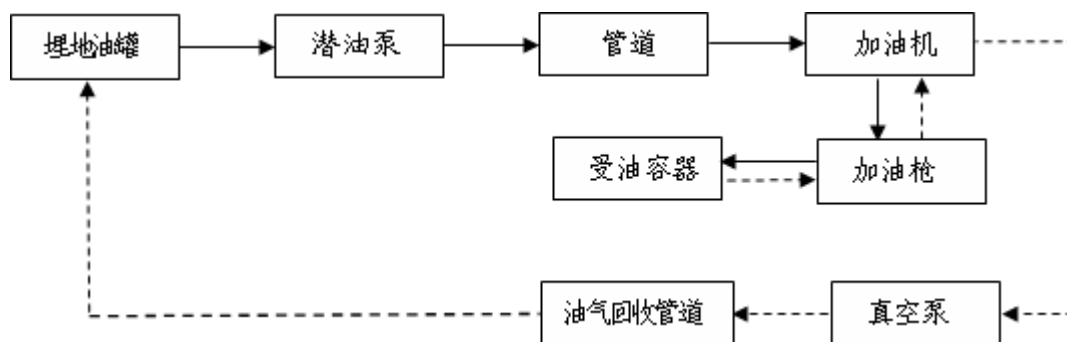 埋地油罐
潜油泵
管道
加油机
受油容器
加油枪
油气回收管道
真空泵